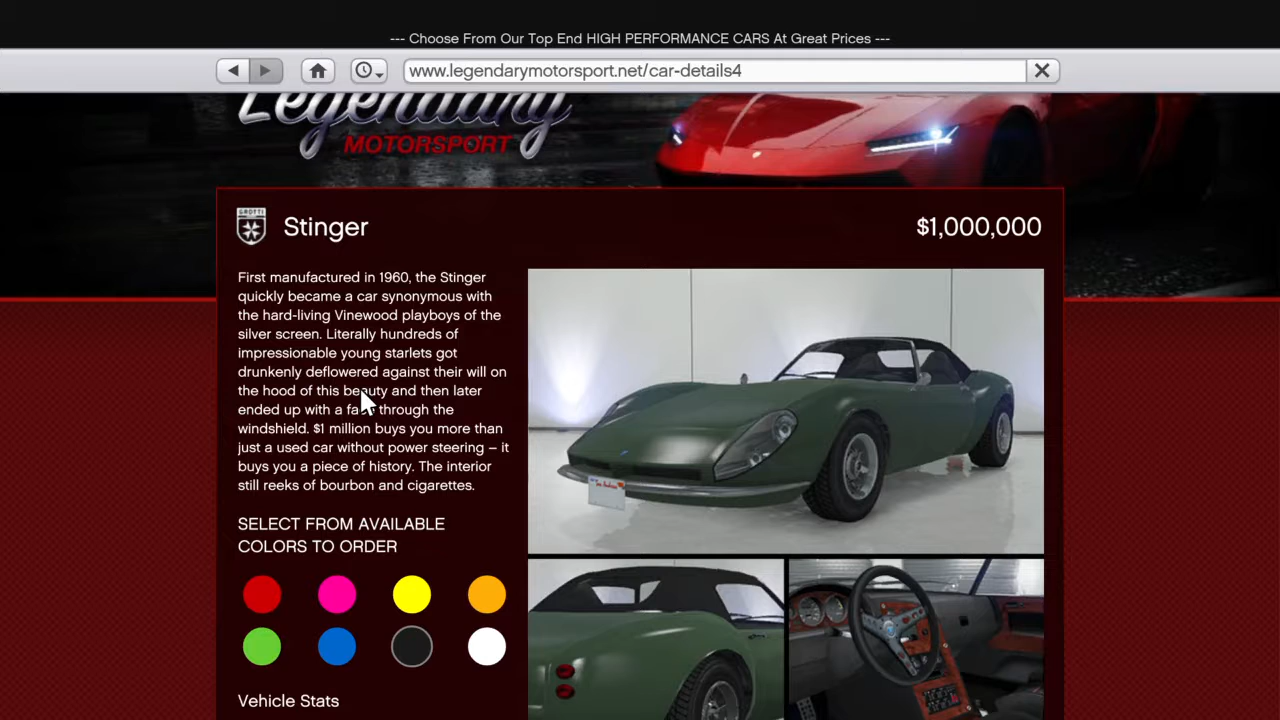 --- Choose From Our Top End HIGH PERFORMANCE CARS At Great Prices ---
www.legendarymotorsport.net/car-details4
Legendary
MOTORSPORT
GROTTI
Stinger
$1,000,000
First manufactured in 1960, the Stinger
quickly became a car synonymous with
the hard-living Vinewood playboys of the
silver screen. Literally hundreds of
impressionable young starlets got
drunkenly deflowered against their will on
the hood of this beauty and then later
ended up with a face through the
windshield. $1 million buys you more than
just a used car without power steering – it
buys you a piece of history. The interior
still reeks of bourbon and cigarettes.
SELECT FROM AVAILABLE
COLORS TO ORDER
Vehicle Stats